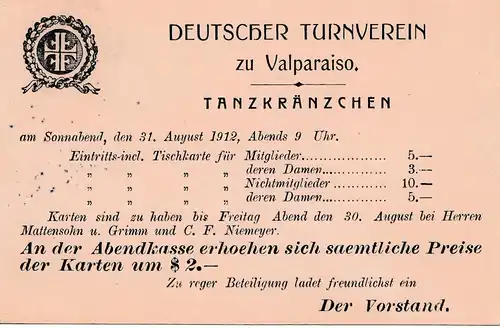 DEUTSCHER TURNVEREIN
zu Valparaiso.
TANZKRÄNZCHEN
am Sonnabend, den 31. August 1912, Abends 9 Uhr.
Eintritts-incl. Tischkarte für Mitglieder................ 5.—
„ „ „ „ deren Damen............ 3.—
„ „ „ „ Nichtmitglieder......... 10.—
„ „ „ „ deren Damen............ 5.—
Karten sind zu haben bis Freitag Abend den 30. August bei Herren
Mattensohn u. Grimm und C. F. Niemeyer.
An der Abendkasse erhoehen sich saemtliche Preise
der Karten um $ 2.—
Zu reger Beteiligung ladet freundlichst ein
Der Vorstand.